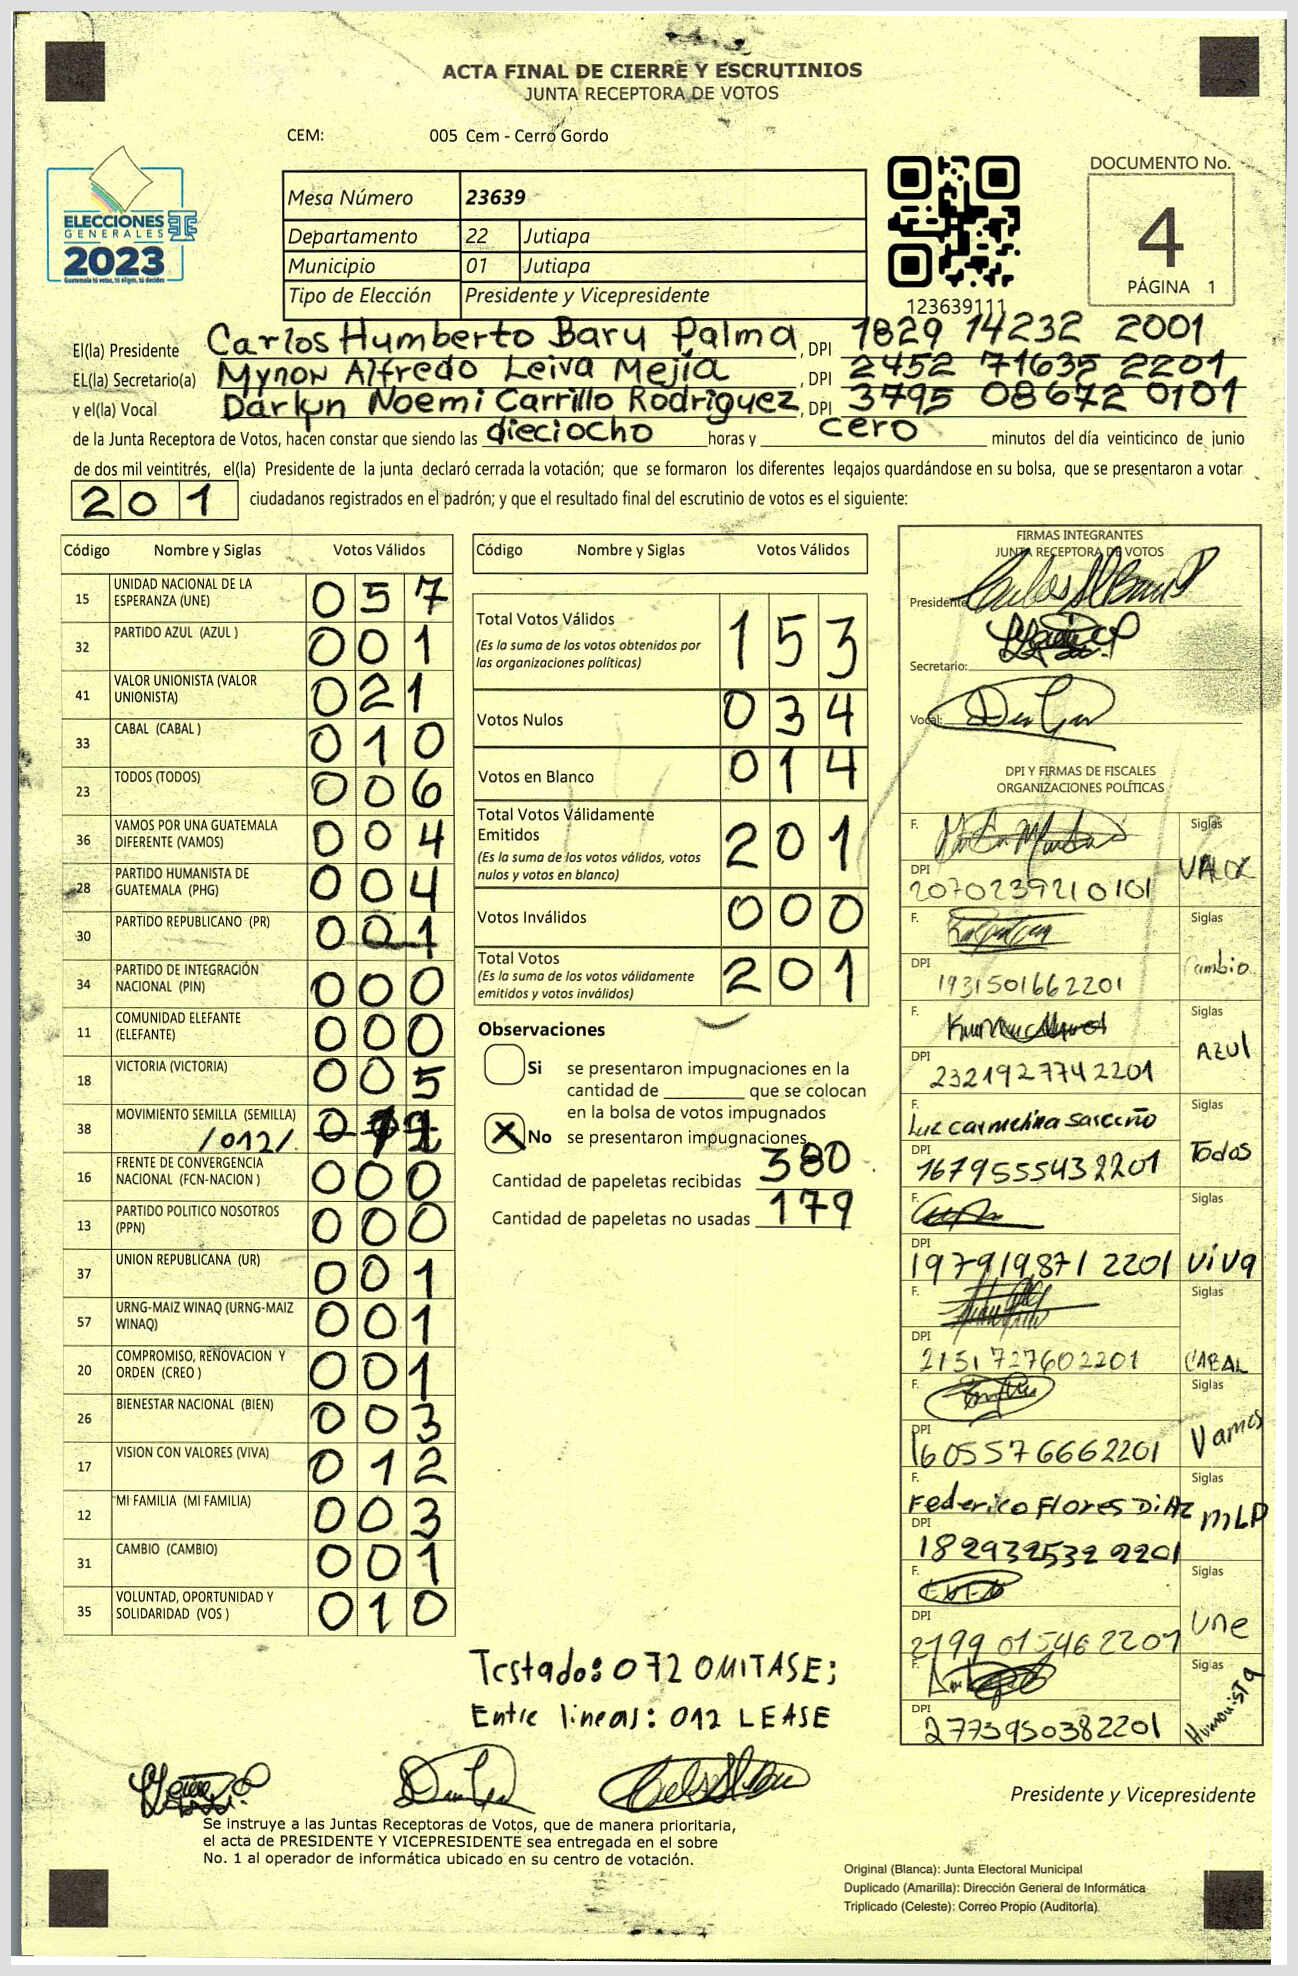 ACTA FINAL DE CIERRE Y ESCRUTINIOS
JUNTA RECEPTORA DE VOTOS
CEM: 005 Cem - Cerro Gordo
ELECCIONES
GENERALES
2023
Guatemala tú votas, tú eliges, tú decides
Mesa Número 23639
Departamento 22 Jutiapa
Municipio 01 Jutiapa
Tipo de Elección Presidente y Vicepresidente
123639111
DOCUMENTO No.
4
PÁGINA 1
El(la) Presidente Carlos Humberto Baru Palma, DPI 1829 14232 2001
EL(la) Secretario(a) Mynon Alfredo Leiva Mejía, DPI 2452 71635 2201
y el(la) Vocal Darlyn Noemi Carrillo Rodriguez, DPI 3795 08672 0101
de la Junta Receptora de Votos, hacen constar que siendo las dieciocho horas y cero minutos del día veinticinco de junio
de dos mil veintitrés, el(la) Presidente de la junta declaró cerrada la votación; que se formaron los diferentes legajos quardándose en su bolsa, que se presentaron a votar
201 ciudadanos registrados en el padrón; y que el resultado final del escrutinio de votos es el siguiente:
Código Nombre y Siglas Votos Válidos
15 UNIDAD NACIONAL DE LA ESPERANZA (UNE) 057
32 PARTIDO AZUL (AZUL ) 001
41 VALOR UNIONISTA (VALOR UNIONISTA) 021
33 CABAL (CABAL ) 010
23 TODOS (TODOS) 006
36 VAMOS POR UNA GUATEMALA DIFERENTE (VAMOS) 004
28 PARTIDO HUMANISTA DE GUATEMALA (PHG) 004
30 PARTIDO REPUBLICANO (PR) 001
34 PARTIDO DE INTEGRACIÓN NACIONAL (PIN) 000
11 COMUNIDAD ELEFANTE (ELEFANTE) 000
18 VICTORIA (VICTORIA) 005
38 MOVIMIENTO SEMILLA (SEMILLA) /012/.
16 FRENTE DE CONVERGENCIA NACIONAL (FCN-NACION ) 000
13 PARTIDO POLITICO NOSOTROS (PPN) 000
37 UNION REPUBLICANA (UR) 001
57 URNG-MAIZ WINAQ (URNG-MAIZ WINAQ) 001
20 COMPROMISO, RENOVACION Y ORDEN (CREO ) 001
26 BIENESTAR NACIONAL (BIEN) 003
17 VISION CON VALORES (VIVA) 012
12 MI FAMILIA (MI FAMILIA) 003
31 CAMBIO (CAMBIO) 001
35 VOLUNTAD, OPORTUNIDAD Y SOLIDARIDAD (VOS ) 010
Código Nombre y Siglas Votos Válidos
Total Votos Válidos 153
(Es la suma de los votos obtenidos por
las organizaciones políticas)
Votos Nulos 034
Votos en Blanco 014
Total Votos Válidamente
Emitidos 201
(Es la suma de los votos válidos, votos
nulos y votos en blanco)
Votos Inválidos 000
Total Votos 201
(Es la suma de los votos válidamente
emitidos y votos inválidos)
Observaciones
Si se presentaron impugnaciones en la
cantidad de ________ que se colocan
en la bolsa de votos impugnados
X No se presentaron impugnaciones
Cantidad de papeletas recibidas 380
Cantidad de papeletas no usadas 179
FIRMAS INTEGRANTES
JUNTA RECEPTORA DE VOTOS
Presidente
Secretario:
Vocal:
DPI Y FIRMAS DE FISCALES
ORGANIZACIONES POLÍTICAS
F. Siglas
DPI 2070239210101 VALOR
F. Siglas
DPI 1931501662201 Cambio
F. Siglas
DPI 2321927742201 AZUl
F. Luz Carmelina Sarceño Siglas
DPI 1679555432201 Todos
F. Siglas
DPI 1979198712201 ViVa
F. Siglas
DPI 2151727602201 CABAL
F. Siglas
DPI 1605576662201 Vamos
F. Federico Flores DiAz Siglas
DPI 1829325322201 MLP
F. Siglas
DPI 2199015462201 Une
F. Siglas
DPI 2773950382201 Humanista
Testado: 072 OMITASE;
Entre lineas: 012 LEASE
Presidente y Vicepresidente
Se instruye a las Juntas Receptoras de Votos, que de manera prioritaria,
el acta de PRESIDENTE Y VICEPRESIDENTE sea entregada en el sobre
No. 1 al operador de informática ubicado en su centro de votación.
Original (Blanca): Junta Electoral Municipal
Duplicado (Amarilla): Dirección General de Informática
Triplicado (Celeste): Correo Propio (Auditoría)